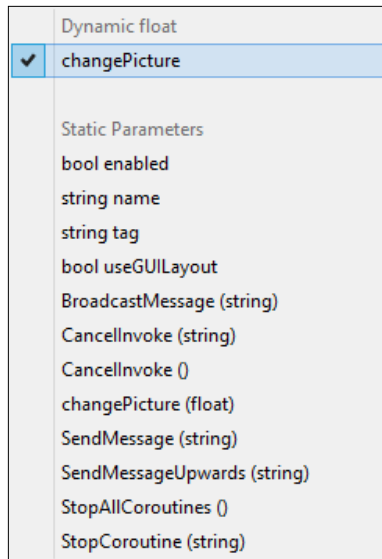 Dynamic float
changePicture
Static Parameters
bool enabled
string name
string tag
bool useGUILayout
BroadcastMessage (string)
CancelInvoke (string)
CancelInvoke ()
changePicture (float)
SendMessage (string)
SendMessageUpwards (string)
StopAllCoroutines ()
StopCoroutine (string)